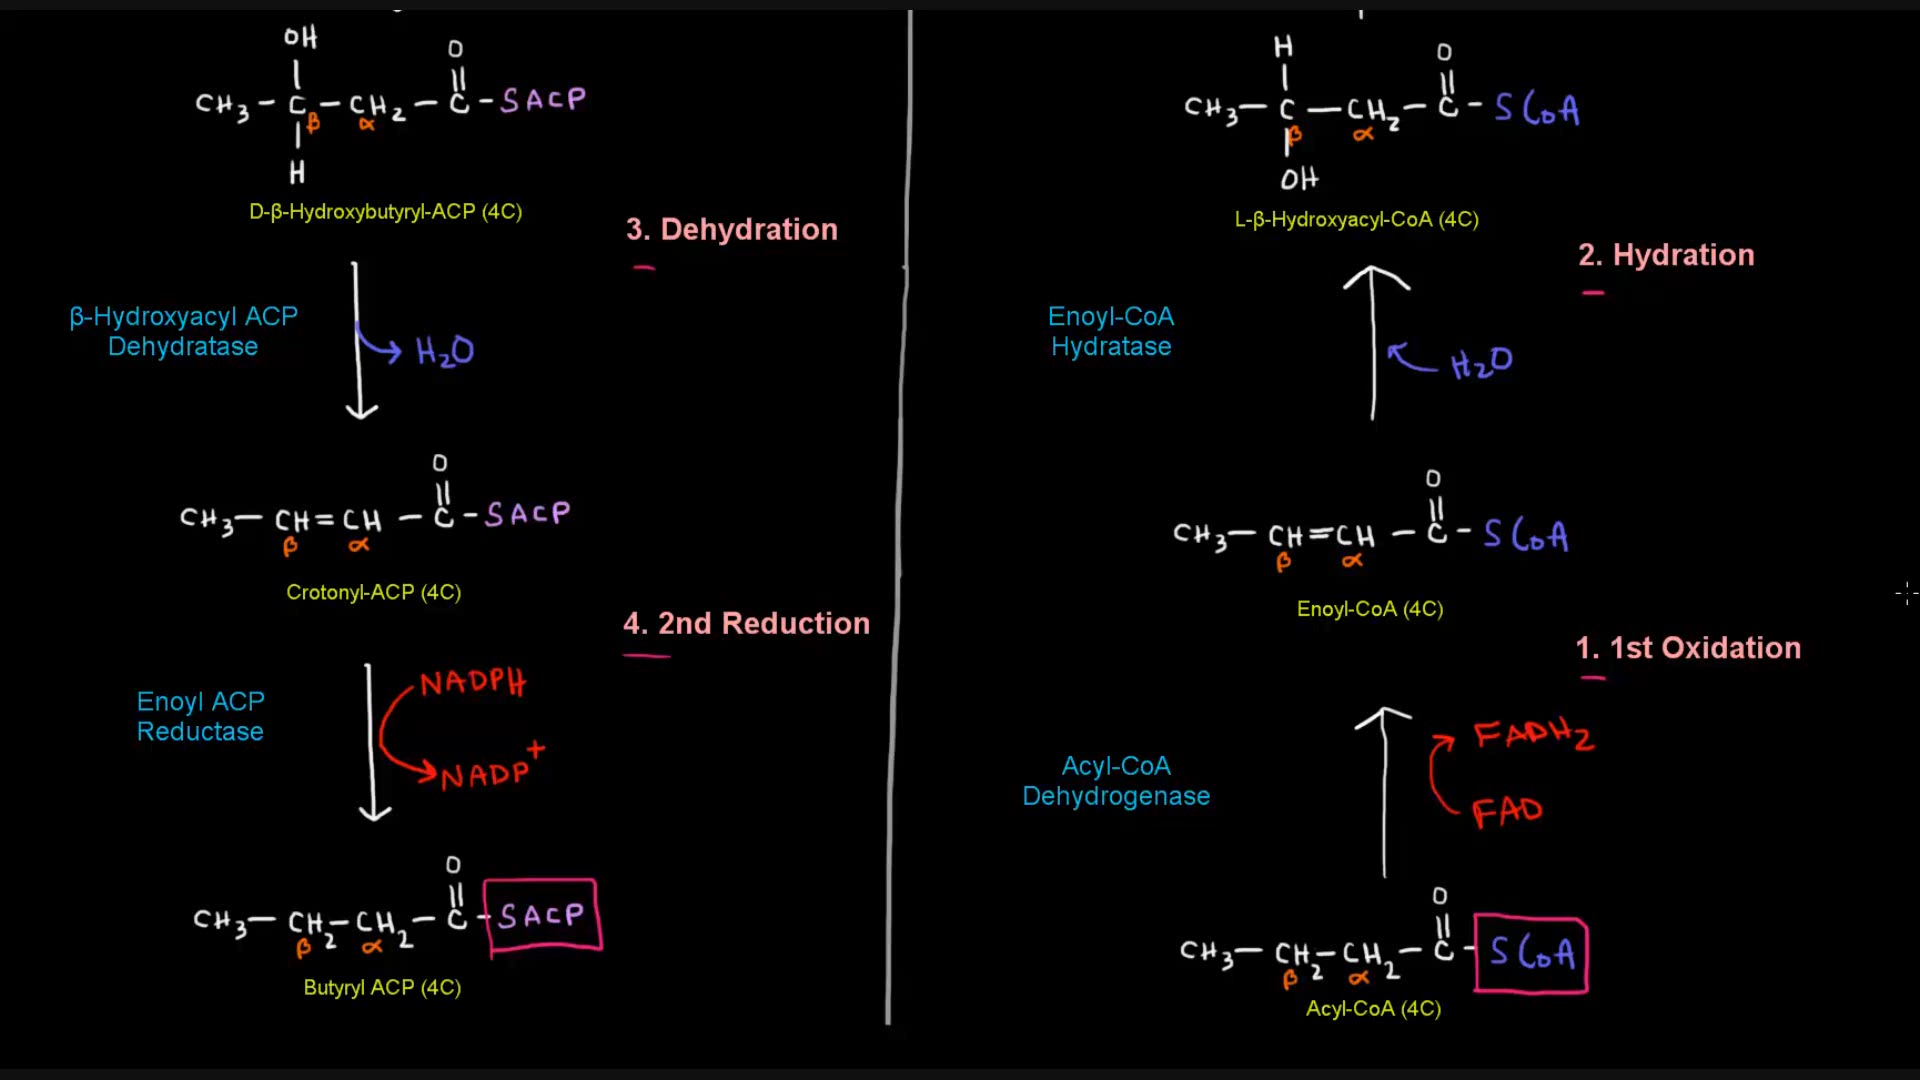 OH
O
CH3 – C – CH2 – C – SACP
β α
H
D-β-Hydroxybutyryl-ACP (4C)
3. Dehydration
β-Hydroxyacyl ACP
Dehydratase
H2O
O
CH3 – CH=CH – C – SACP
β α
Crotonyl-ACP (4C)
4. 2nd Reduction
Enoyl ACP
Reductase
NADPH
NADP+
O
CH3 – CH2 – CH2 – C – SACP
β α
Butyryl ACP (4C)
H
O
CH3 – C – CH2 – C – SCoA
β α
OH
L-β-Hydroxyacyl-CoA (4C)
2. Hydration
Enoyl-CoA
Hydratase
H2O
O
CH3 – CH=CH – C – SCoA
β α
Enoyl-CoA (4C)
1. 1st Oxidation
FADH2
Acyl-CoA
Dehydrogenase
FAD
O
CH3 – CH2 – CH2 – C – SCoA
β α
Acyl-CoA (4C)